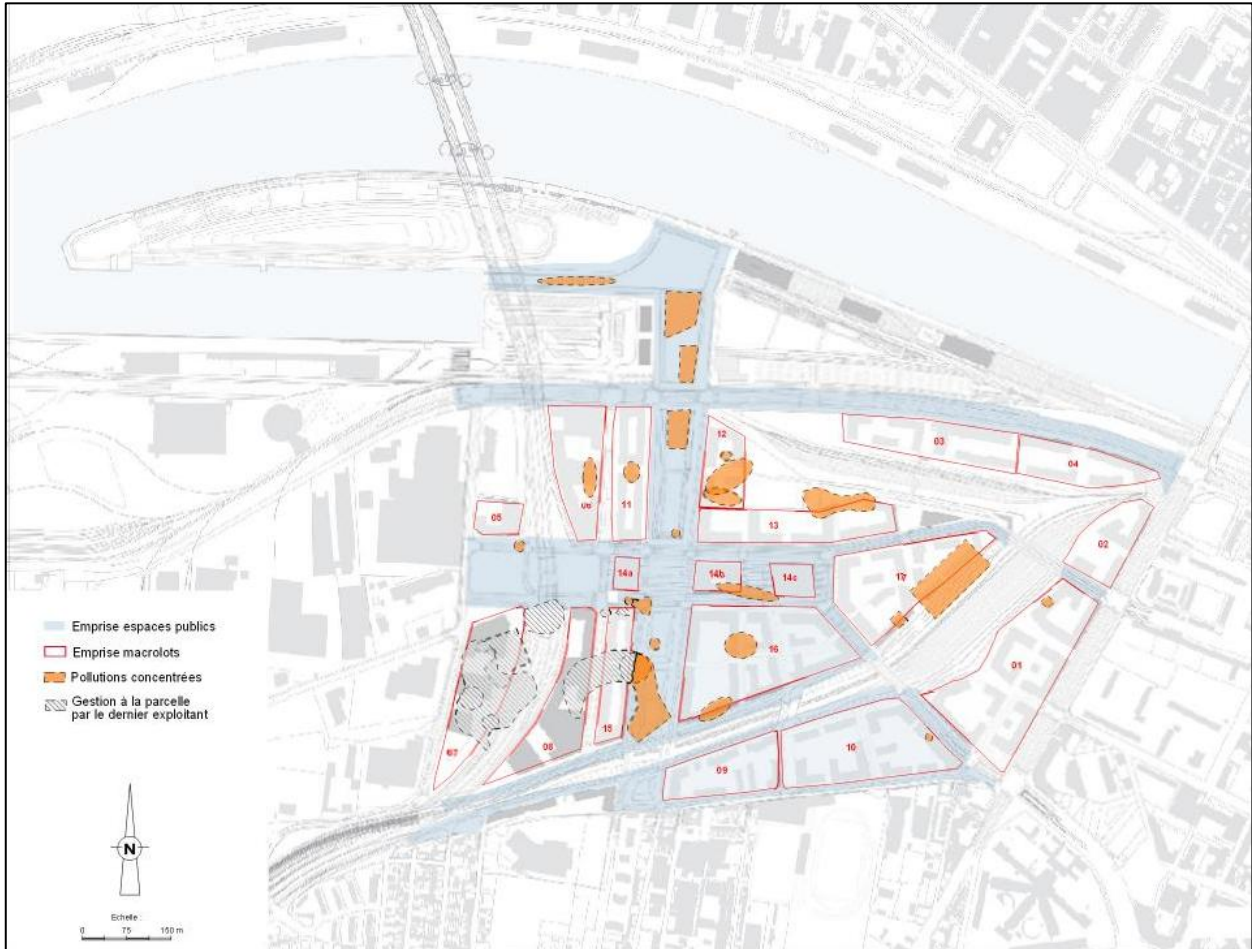 12
03
04
06
11
05
13
02
14a
14b
14c
17
01
16
Emprise espaces publics
Emprise macrolots
Pollutions concentrées
Gestion à la parcelle
par le dernier exploitant
15
07
08
10
09
N
Echelle :
0 75 150 m